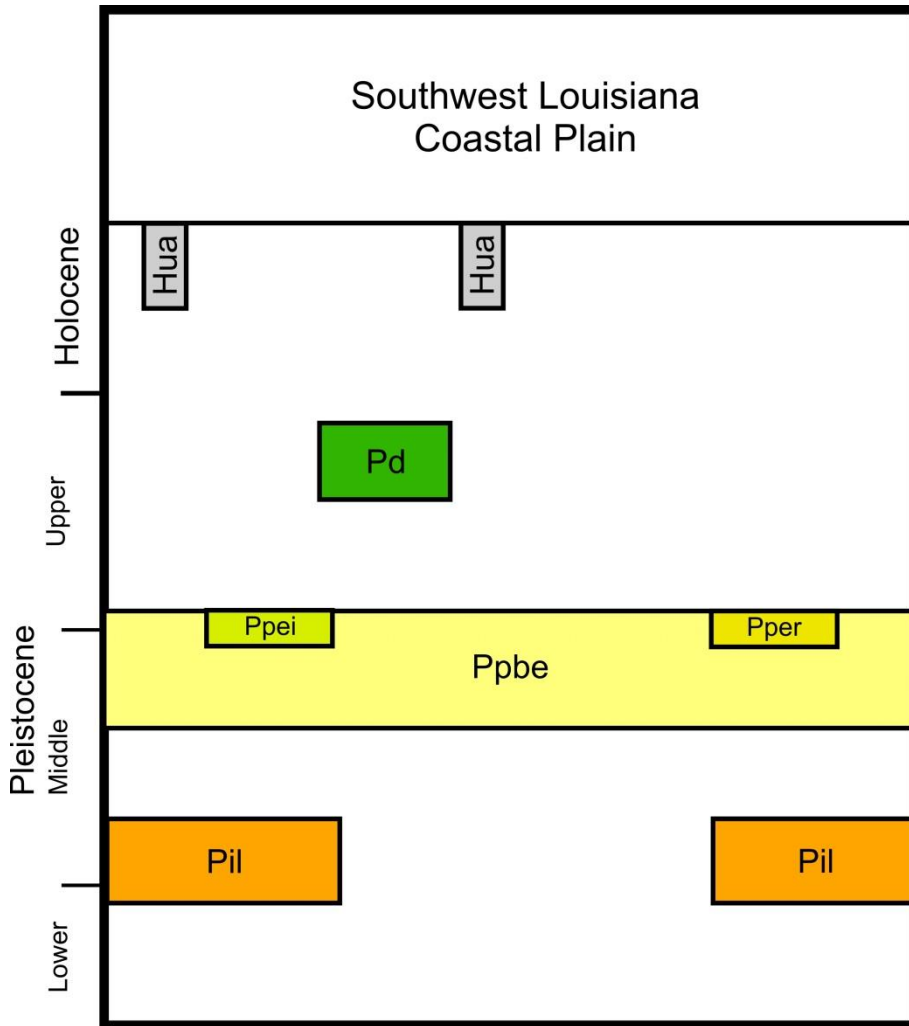 Southwest Louisiana
Coastal Plain
Holocene
Hua
Hua
Upper
Pd
Pleistocene
Ppei
Pper
Ppbe
Middle
Pil
Pil
Lower